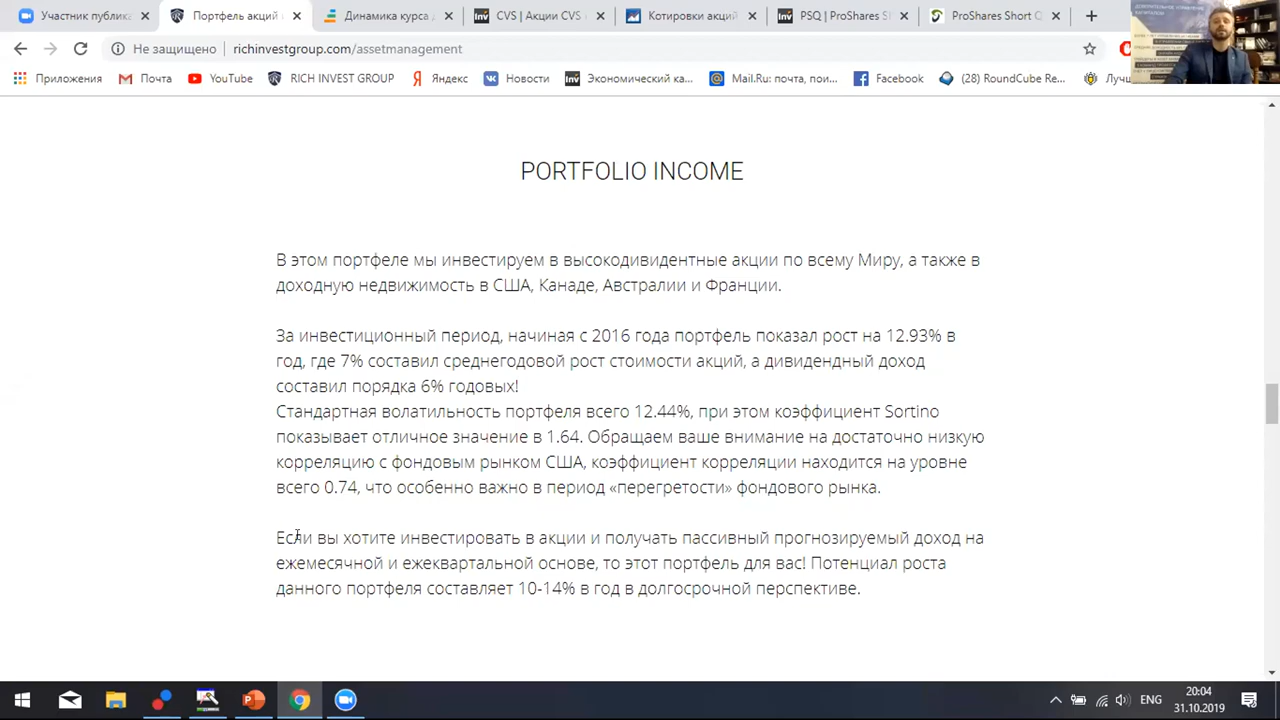 Участник публика
Портфель акций
Динамика курса
CVS | Акции CVS
Котировки акци
PSQ | ProShares
ProShares Short
Не защищено
richinvestgroup.com/assetmanagement
Приложения
Почта
YouTube
RICH INVEST GROUP
Новос
Экономический ка...
Mail.Ru: почта, пои...
Facebook
(28) RoundCube Re...
Лучш
PORTFOLIO INCOME
В этом портфеле мы инвестируем в высокодивидентные акции по всему Миру, а также в
доходную недвижимость в США, Канаде, Австралии и Франции.
За инвестиционный период, начиная с 2016 года портфель показал рост на 12.93% в
год, где 7% составил среднегодовой рост стоимости акций, а дивидендный доход
составил порядка 6% годовых!
Стандартная волатильность портфеля всего 12.44%, при этом коэффициент Sortino
показывает отличное значение в 1.64. Обращаем ваше внимание на достаточно низкую
корреляцию с фондовым рынком США, коэффициент корреляции находится на уровне
всего 0.74, что особенно важно в период «перегретости» фондового рынка.
Если вы хотите инвестировать в акции и получать пассивный прогнозируемый доход на
ежемесячной и ежеквартальной основе, то этот портфель для вас! Потенциал роста
данного портфеля составляет 10-14% в год в долгосрочной перспективе.
ENG
20:04
31.10.2019